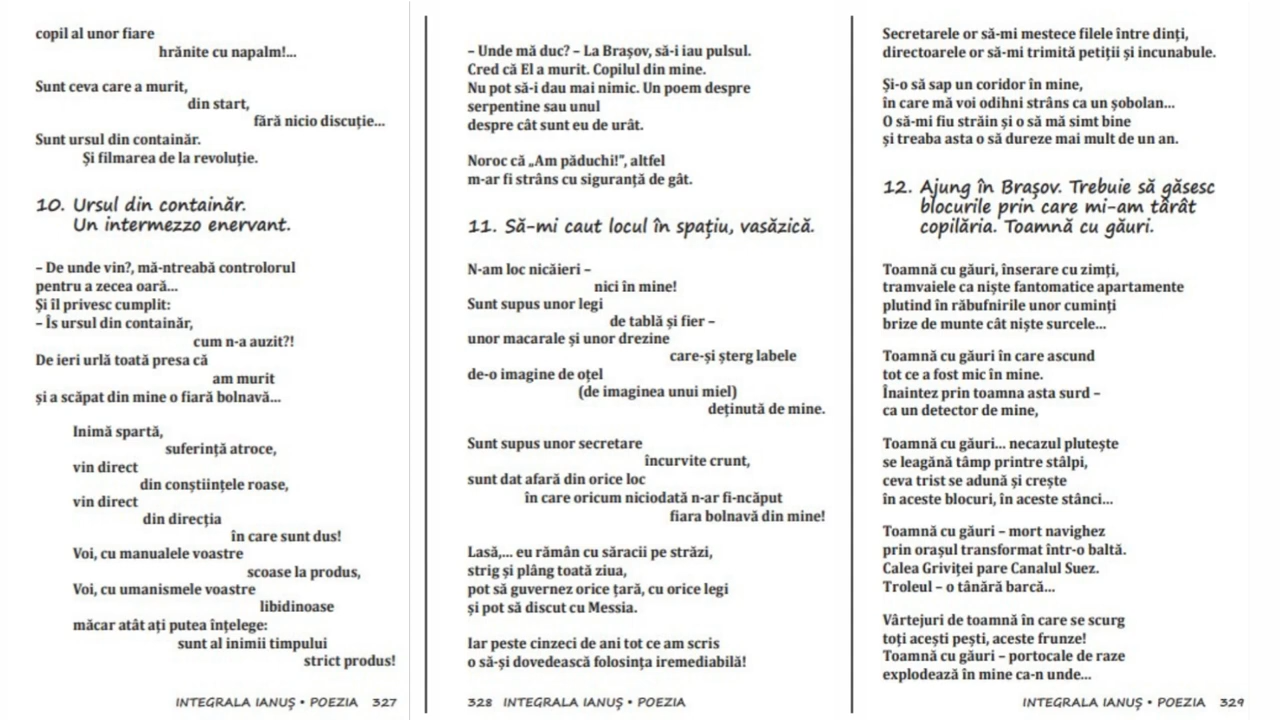 copil al unor fiare
hrănite cu napalm!...
Sunt ceva care a murit,
din start,
fără nicio discuție...
Sunt ursul din containăr.
Și filmarea de la revoluție.
10. Ursul din containăr.
Un intermezzo enervant.
– De unde vin?, mă-ntreabă controlorul
pentru a zecea oară...
Și îl privesc cumplit:
– Îs ursul din containăr,
cum n-a auzit?!
De ieri urlă toată presa că
am murit
și a scăpat din mine o fiară bolnavă...
Inimă spartă,
suferință atroce,
vin direct
din conștiințele roase,
vin direct
din direcția
în care sunt dus!
Voi, cu manualele voastre
scoase la produs,
Voi, cu umanismele voastre
libidinoase
măcar atât ați putea înțelege:
sunt al inimii timpului
strict produs!
INTEGRALA IANUȘ • POEZIA 327
– Unde mă duc? – La Brașov, să-i iau pulsul.
Cred că El a murit. Copilul din mine.
Nu pot să-i dau mai nimic. Un poem despre
serpentine sau unul
despre cât sunt eu de urât.
Noroc că „Am păduchi!”, altfel
m-ar fi strâns cu siguranță de gât.
11. Să-mi caut locul în spațiu, vasăzică.
N-am loc nicăieri –
nici în mine!
Sunt supus unor legi
de tablă și fier –
unor macarale și unor drezine
care-și șterg labele
de-o imagine de oțel
(de imaginea unui miel)
deținută de mine.
Sunt supus unor secretare
încurvite crunt,
sunt dat afară din orice loc
în care oricum niciodată n-ar fi-ncăput
fiara bolnavă din mine!
Lasă,... eu rămân cu săracii pe străzi,
strig și plâng toată ziua,
pot să guvernez orice țară, cu orice legi
și pot să discut cu Messia.
Iar peste cinzeci de ani tot ce am scris
o să-și dovedească folosința iremediabilă!
328 INTEGRALA IANUȘ • POEZIA
Secretarele or să-mi mestece filele între dinți,
directoarele or să-mi trimită petiții și incunabule.
Și-o să sap un coridor în mine,
în care mă voi odihni strâns ca un șobolan...
O să-mi fiu străin și o să mă simt bine
și treaba asta o să dureze mai mult de un an.
12. Ajung în Brașov. Trebuie să găsesc
blocurile prin care mi-am târât
copilăria. Toamnă cu găuri.
Toamnă cu găuri, înserare cu zimți,
tramvaiele ca niște fantomatice apartamente
plutind în răbufnirile unor cuminți
brize de munte cât niște surcele...
Toamnă cu găuri în care ascund
tot ce a fost mic în mine.
Înaintez prin toamna asta surd –
ca un detector de mine,
Toamnă cu găuri... necazul plutește
se leagănă tâmp printre stâlpi,
ceva trist se adună și crește
în aceste blocuri, în aceste stânci...
Toamnă cu găuri – mort navighez
prin orașul transformat într-o baltă.
Calea Griviței pare Canalul Suez.
Troleul – o tânără barcă...
Vârtejuri de toamnă în care se scurg
toți acești pești, aceste frunze!
Toamnă cu găuri – portocale de raze
explodează în mine ca-n unde...
INTEGRALA IANUȘ • POEZIA 329